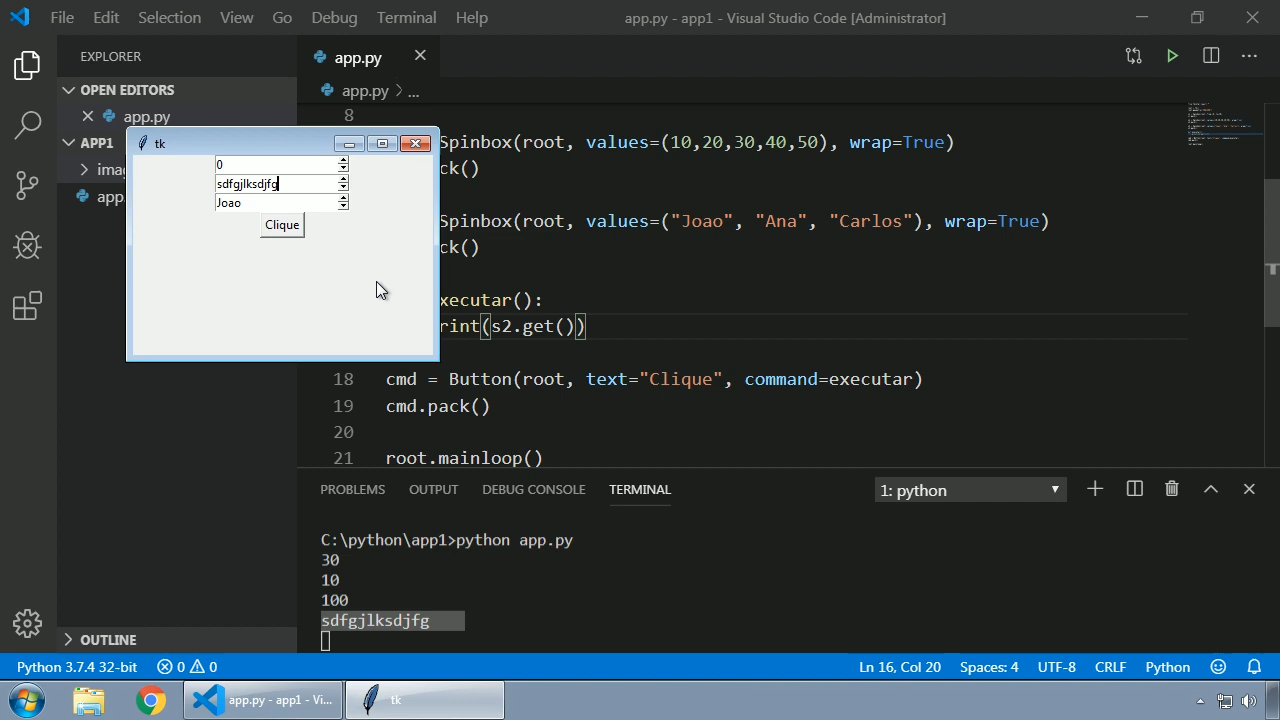 File Edit Selection View Go Debug Terminal Help app.py - app1 - Visual Studio Code [Administrator]
EXPLORER
app.py
OPEN EDITORS
app.py > ...
app.py
APP1
tk
0
sdfgjlksdjfg
Joao
Clique
8
Spinbox(root, values=(10,20,30,40,50), wrap=True)
ck()
Spinbox(root, values=("Joao", "Ana", "Carlos"), wrap=True)
ck()
xecutar():
rint(s2.get())
18 cmd = Button(root, text="Clique", command=executar)
19 cmd.pack()
20
21 root.mainloop()
PROBLEMS OUTPUT DEBUG CONSOLE TERMINAL 1: python
C:\python\app1>python app.py
30
10
100
sdfgjlksdjfg
OUTLINE
Python 3.7.4 32-bit 0 0 Ln 16, Col 20 Spaces: 4 UTF-8 CRLF Python
app.py - app1 - Vi... tk